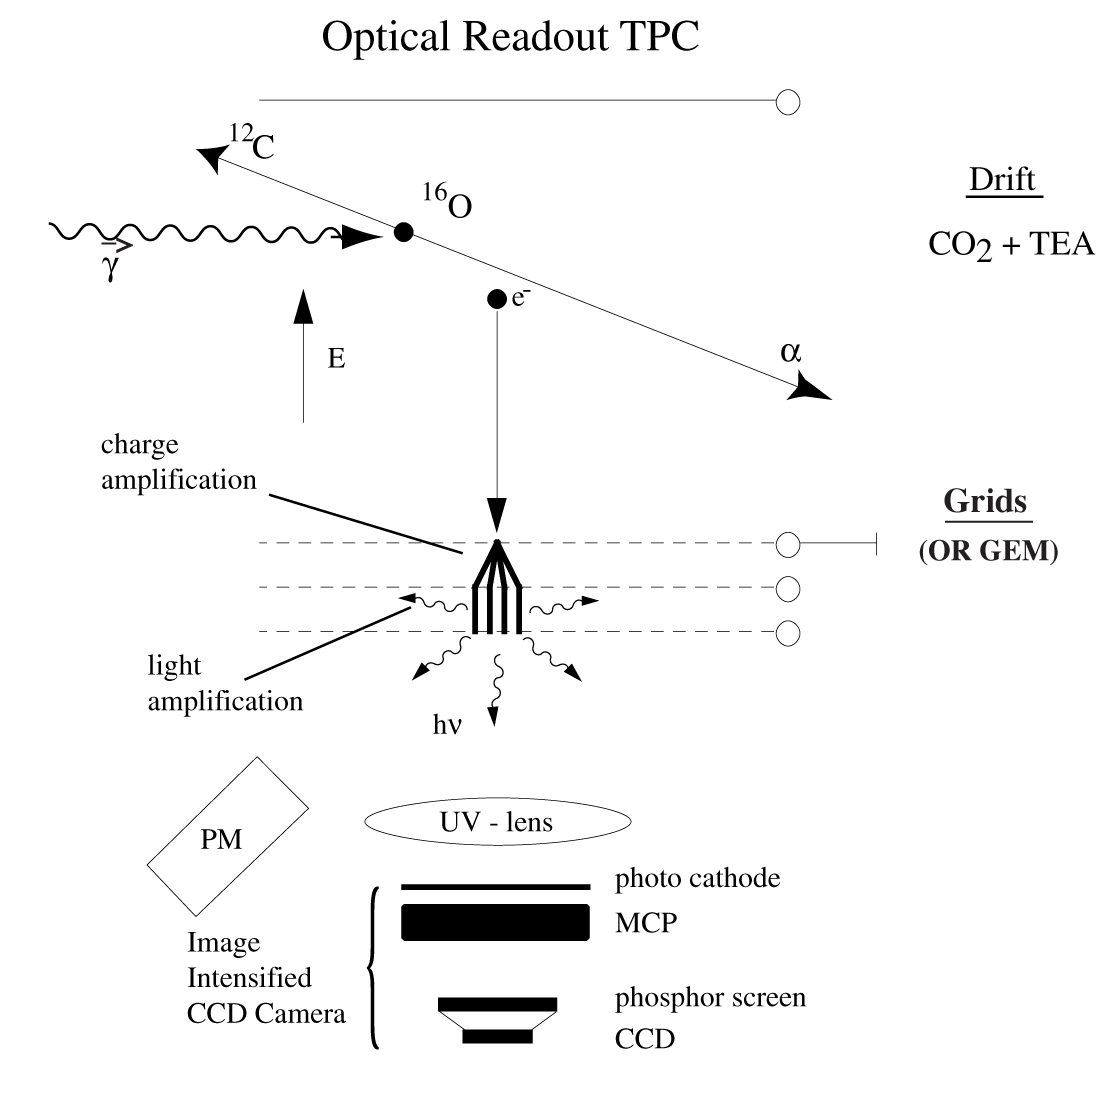 Optical Readout TPC
¹²C
¹⁶O
Drift
CO₂ + TEA
γ⃗
e⁻
E
α
charge
amplification
Grids
(OR GEM)
light
amplification
hν
PM
UV - lens
photo cathode
MCP
Image
Intensified
CCD Camera
phosphor screen
CCD